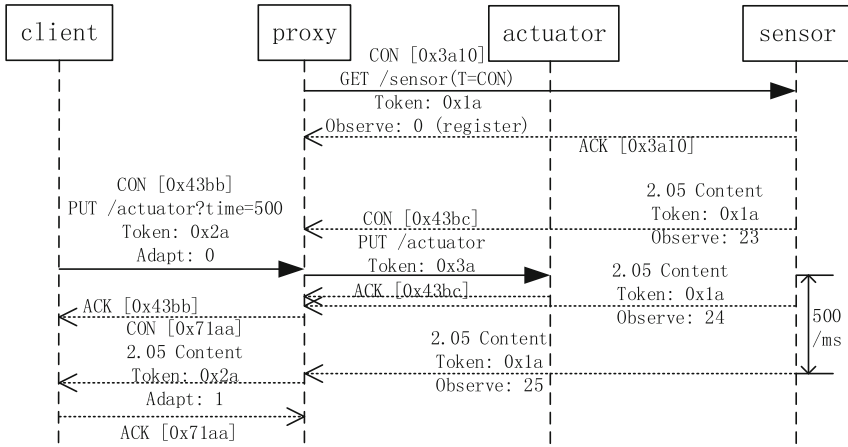 client
proxy
actuator
sensor
CON [0x3a10]
GET /sensor(T=CON)
Token: 0x1a
Observe: 0 (register)
ACK [0x3a10]
CON [0x43bb]
PUT /actuator?time=500
Token: 0x2a
Adapt: 0
2.05 Content
Token: 0x1a
Observe: 23
CON [0x43bc]
PUT /actuator
Token: 0x3a
ACK [0x43bc]
2.05 Content
Token: 0x1a
Observe: 24
500
/ms
ACK [0x43bb]
CON [0x71aa]
2.05 Content
Token: 0x2a
Adapt: 1
2.05 Content
Token: 0x1a
Observe: 25
ACK [0x71aa]